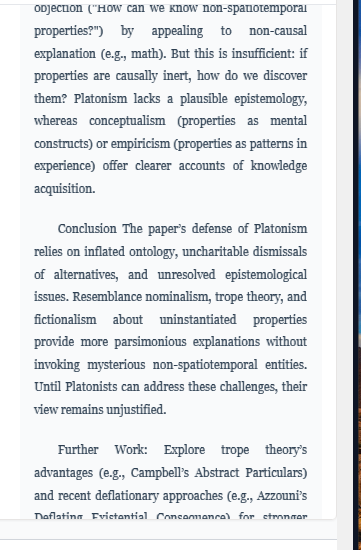 objection ("How can we know non-spatiotemporal
properties?") by appealing to non-causal
explanation (e.g., math). But this is insufficient: if
properties are causally inert, how do we discover
them? Platonism lacks a plausible epistemology,
whereas conceptualism (properties as mental
constructs) or empiricism (properties as patterns in
experience) offer clearer accounts of knowledge
acquisition.
Conclusion The paper's defense of Platonism
relies on inflated ontology, uncharitable dismissals
of alternatives, and unresolved epistemological
issues. Resemblance nominalism, trope theory, and
fictionalism about uninstantiated properties
provide more parsimonious explanations without
invoking mysterious non-spatiotemporal entities.
Until Platonists can address these challenges, their
view remains unjustified.
Further Work: Explore trope theory's
advantages (e.g., Campbell's Abstract Particulars)
and recent deflationary approaches (e.g., Azzouni's
Deflating Existential Consequence) for stronger